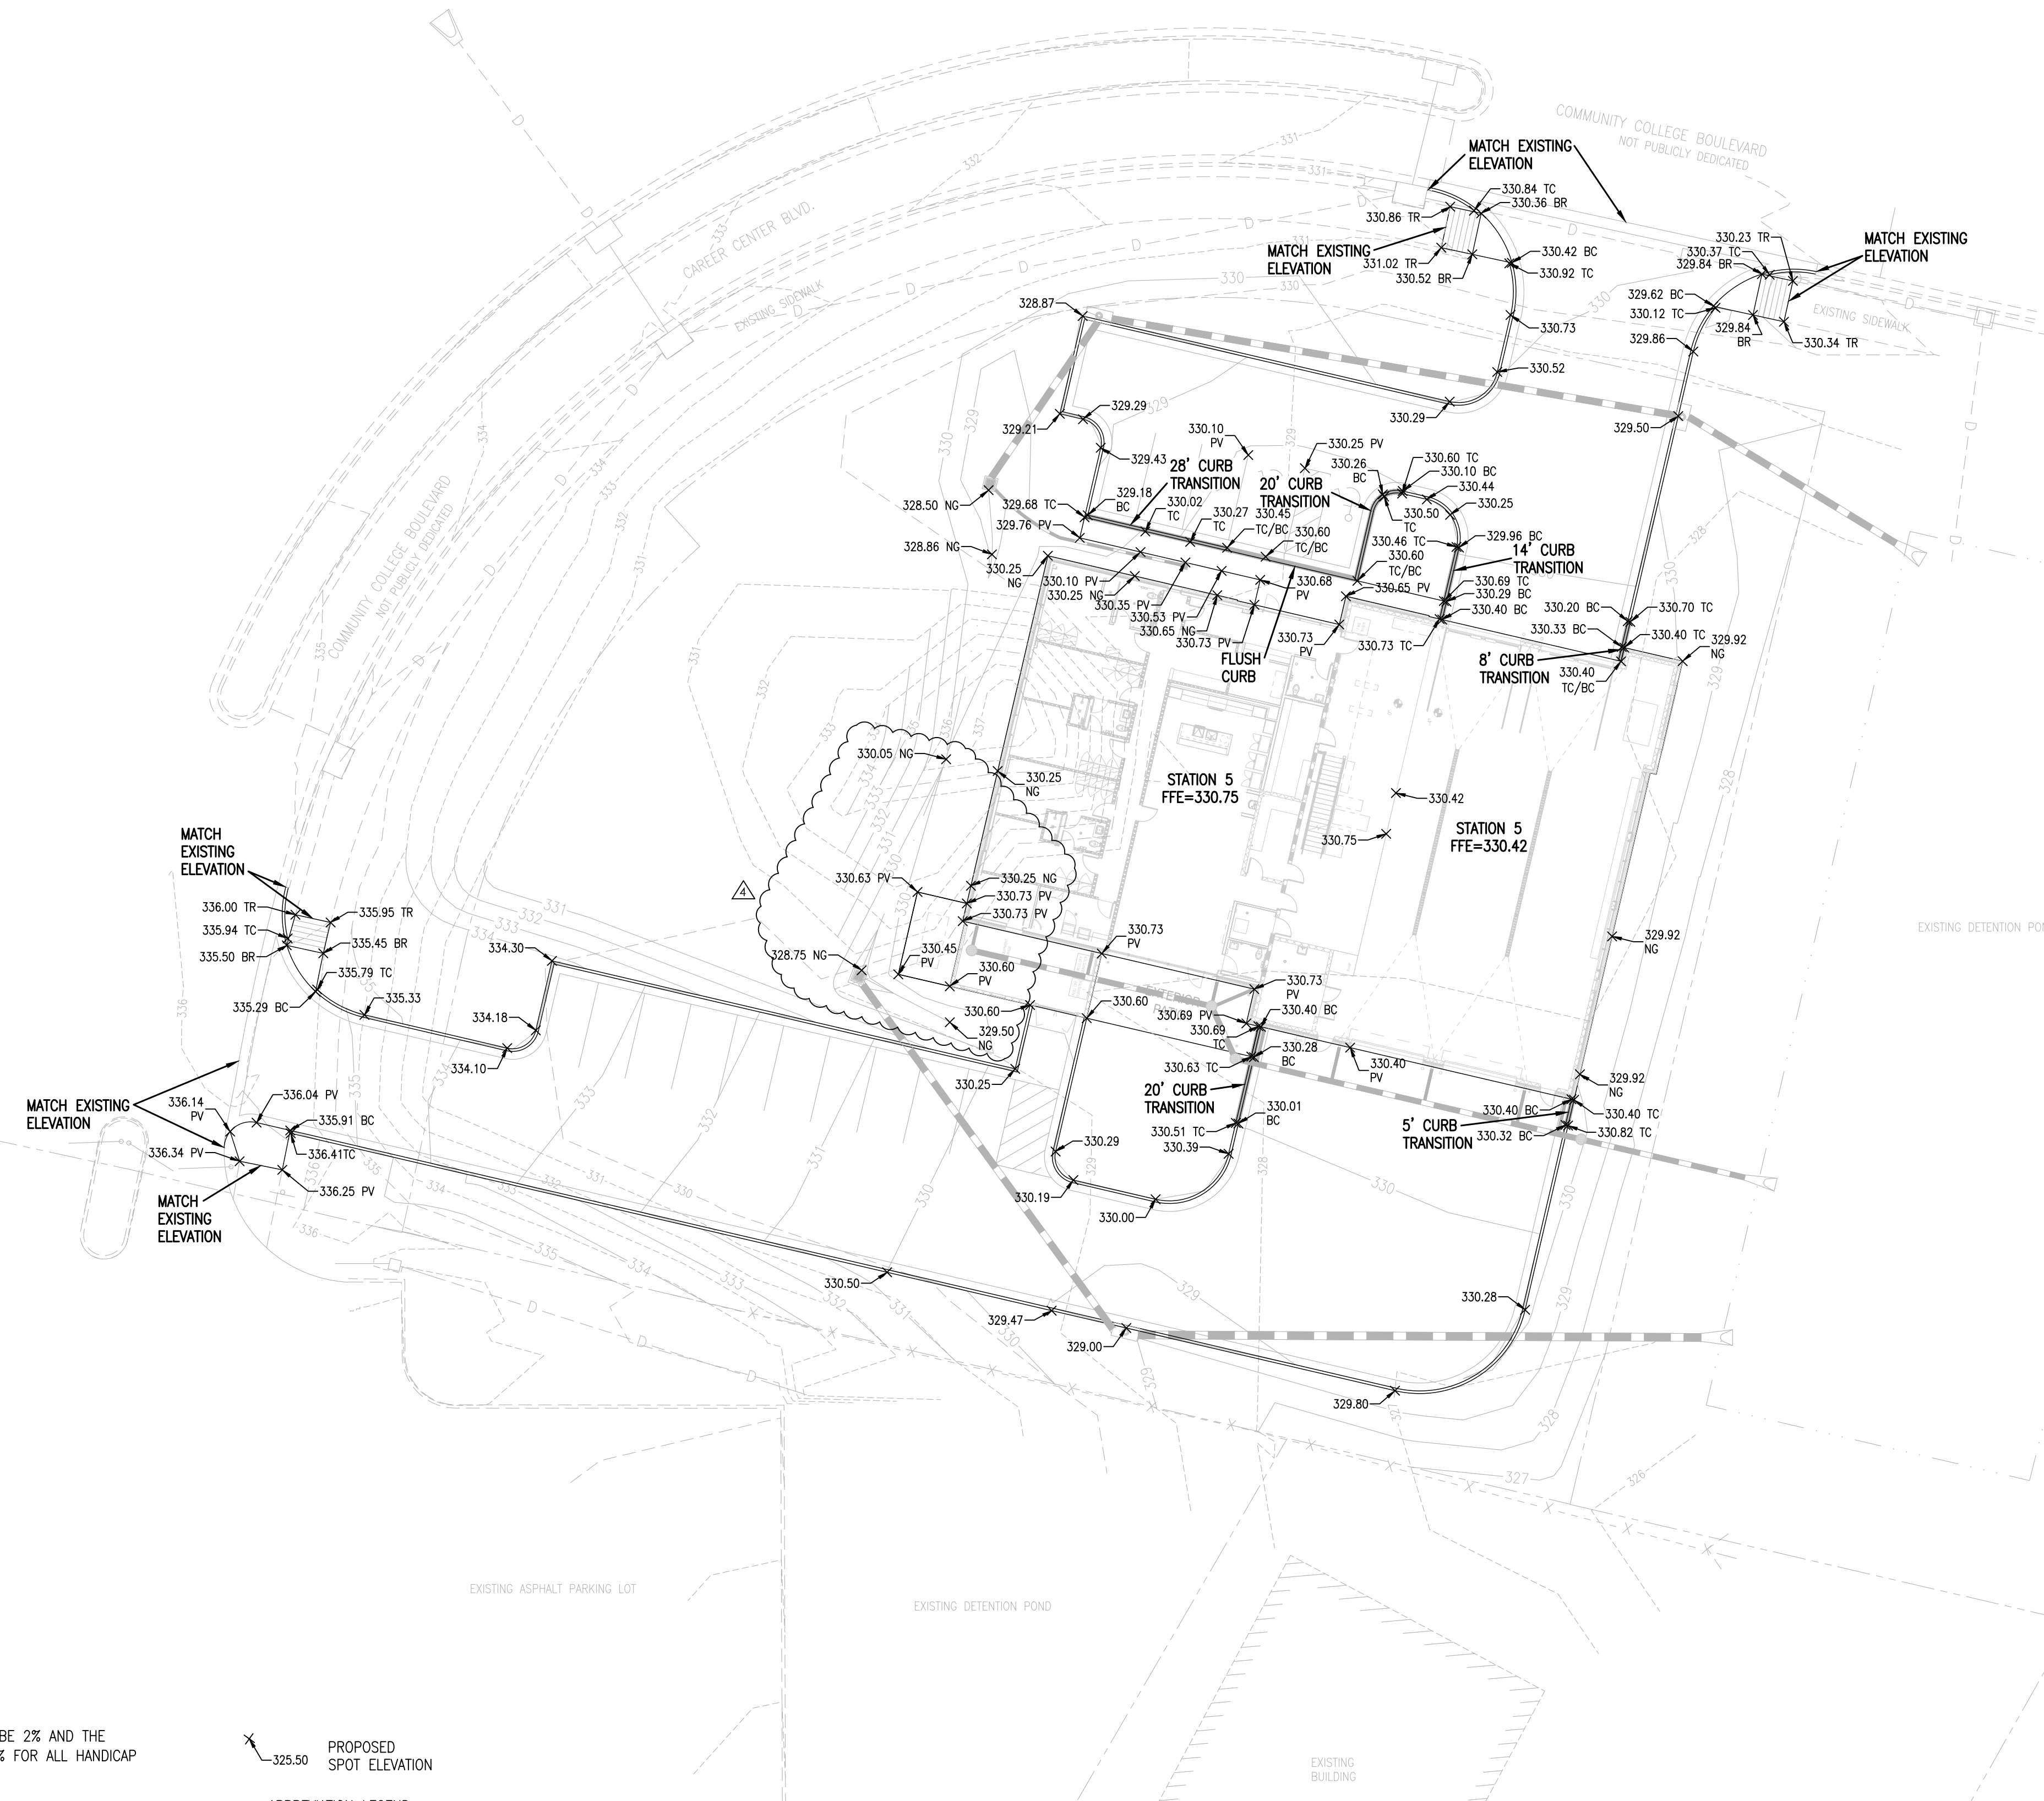 COMMUNITY COLLEGE BOULEVARD
NOT PUBLICLY DEDICATED
MATCH EXISTING
ELEVATION
330.84 TC
330.36 BR
330.86 TR
MATCH EXISTING
ELEVATION
331.02 TR
330.52 BR
330.42 BC
330.92 TC
330.23 TR
330.37 TC
329.84 BR
MATCH EXISTING
ELEVATION
329.62 BC
330.12 TC
329.84
BR
330.34 TR
EXISTING SIDEWALK
329.86
330.73
330.52
330.29
329.50
CAREER CENTER BLVD.
EXISTING SIDEWALK
328.87
329.21
329.29
329.43
330.10
PV
330.25 PV
28' CURB
TRANSITION
20' CURB
TRANSITION
330.26
BC
330.60 TC
330.10 BC
330.44
330.25
330.50
TC
329.18
BC
329.68 TC
330.02
TC
330.27
TC
330.45
TC/BC
330.60
TC/BC
328.50 NG
329.76 PV
328.86 NG
330.46 TC
329.96 BC
330.60
TC/BC
14' CURB
TRANSITION
330.25
NG
330.10 PV
330.25 NG
330.35 PV
330.53 PV
330.65 NG
330.73 PV
330.68
PV
330.65 PV
330.69 TC
330.29 BC
330.40 BC
330.73
PV
330.73 TC
FLUSH
CURB
330.20 BC
330.70 TC
330.33 BC
330.40 TC
329.92
NG
8' CURB
TRANSITION
330.40
TC/BC
COMMUNITY COLLEGE BOULEVARD
NOT PUBLICLY DEDICATED
330.05 NG
330.25
NG
STATION 5
FFE=330.75
330.42
330.75
STATION 5
FFE=330.42
4
330.63 PV
330.25 NG
330.73 PV
330.73 PV
330.73
PV
328.75 NG
330.45
PV
330.60
PV
330.60
329.50
NG
330.25
330.60
330.73
PV
330.69 PV
330.69
TC
330.40 BC
330.28
BC
330.63 TC
20' CURB
TRANSITION
330.40
PV
329.92
NG
329.92
NG
330.40 BC
330.40 TC
5' CURB
TRANSITION
330.32 BC
330.82 TC
330.01
BC
330.51 TC
330.39
330.29
330.19
330.00
EXISTING DETENTION PON
MATCH
EXISTING
ELEVATION
336.00 TR
335.95 TR
335.94 TC
335.50 BR
335.45 BR
335.79 TC
335.29 BC
335.33
334.30
334.18
334.10
MATCH EXISTING
ELEVATION
336.14
PV
336.04 PV
335.91 BC
336.41TC
336.34 PV
336.25 PV
MATCH
EXISTING
ELEVATION
330.50
329.47
329.00
329.80
330.28
EXISTING ASPHALT PARKING LOT
EXISTING DETENTION POND
EXISTING
BUILDING
BE 2% AND THE
% FOR ALL HANDICAP
325.50
PROPOSED
SPOT ELEVATION